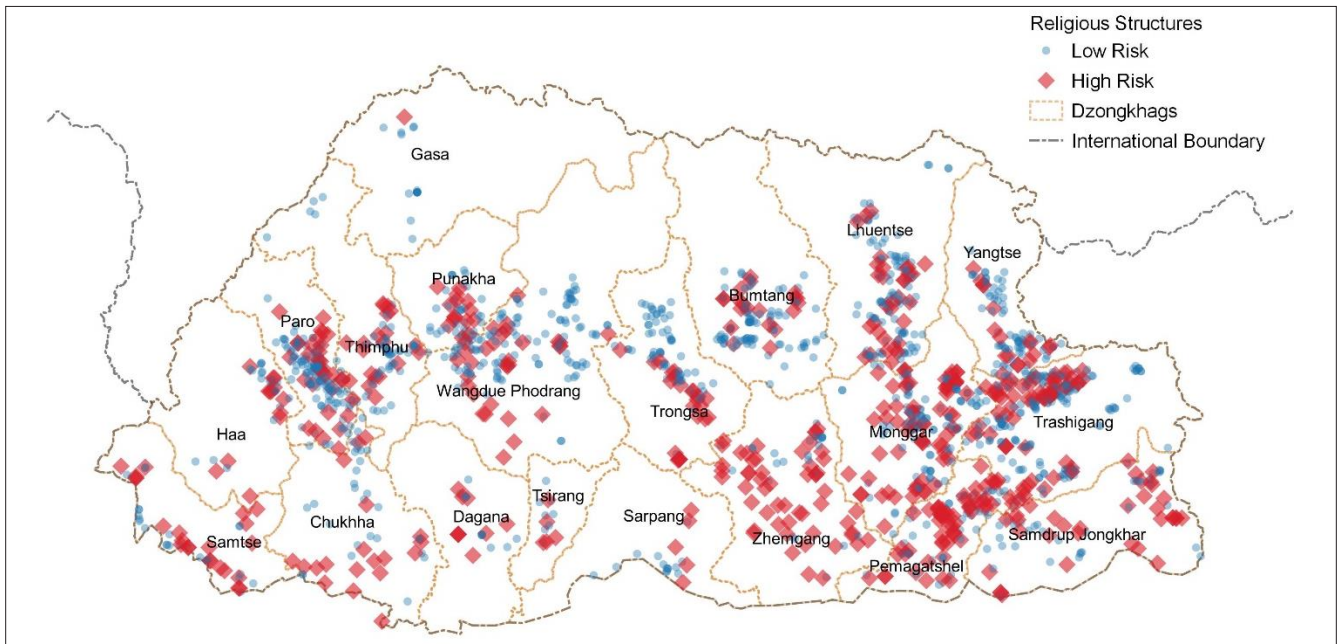 Religious Structures
Low Risk
High Risk
Dzongkhags
International Boundary
Gasa
Lhuentse
Yangtse
Punakha
Bumtang
Paro
Thimphu
Wangdue Phodrang
Trongsa
Trashigang
Haa
Monggar
Tsirang
Dagana
Sarpang
Chukhha
Samdrup Jongkhar
Zhemgang
Samtse
Pemagatshel